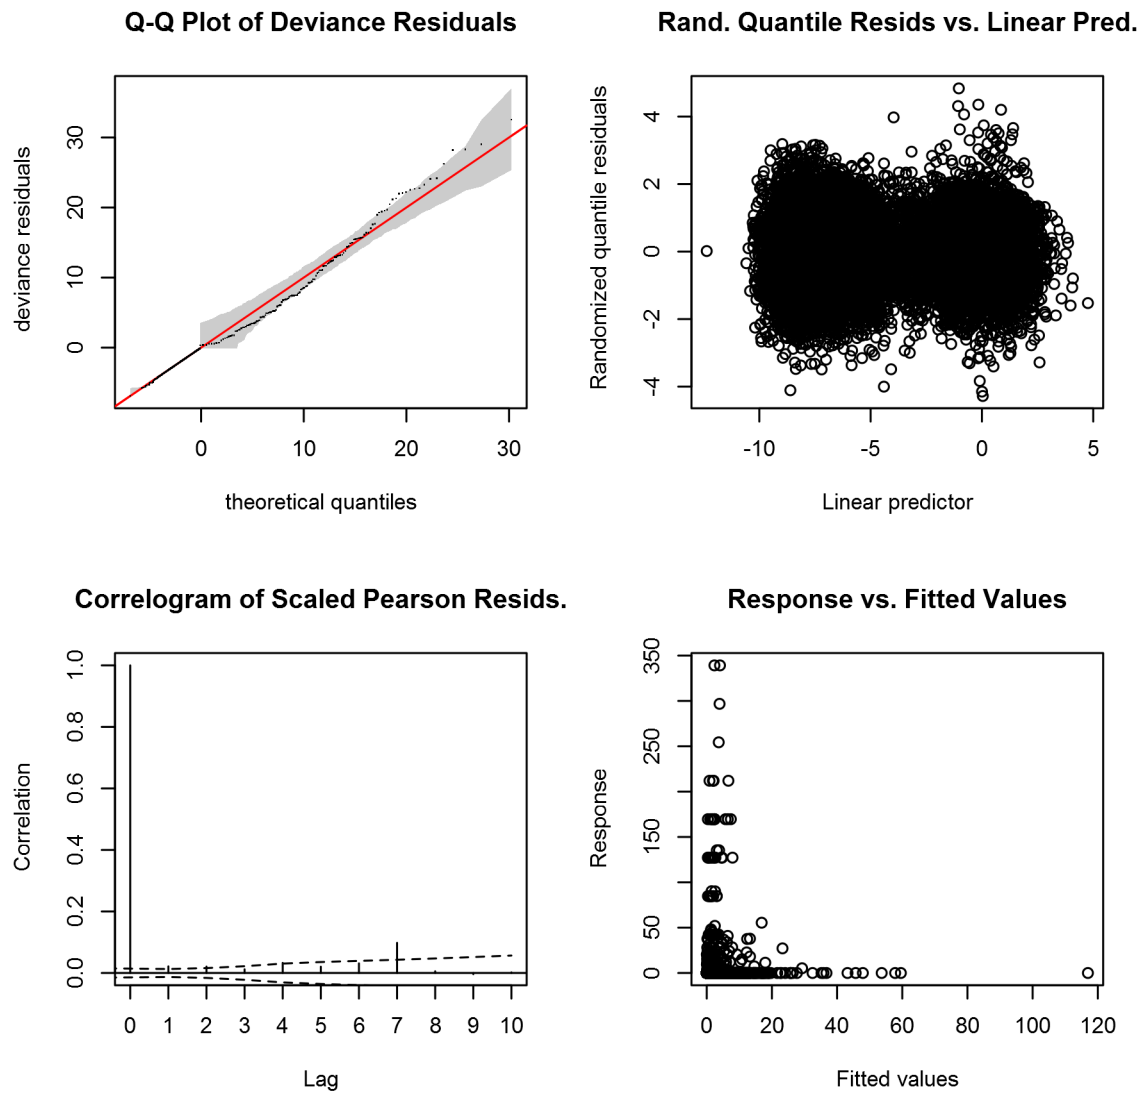 Q-Q Plot of Deviance Residuals
deviance residuals
30
20
10
0
0 10 20 30
theoretical quantiles
Rand. Quantile Resids vs. Linear Pred.
Randomized quantile residuals
4
2
0
-2
-4
-10 -5 0 5
Linear predictor
Correlogram of Scaled Pearson Resids.
Correlation
1.0
0.8
0.6
0.4
0.2
0.0
0 1 2 3 4 5 6 7 8 9 10
Lag
Response vs. Fitted Values
Response
350
250
150
50
0
0 20 40 60 80 100 120
Fitted values